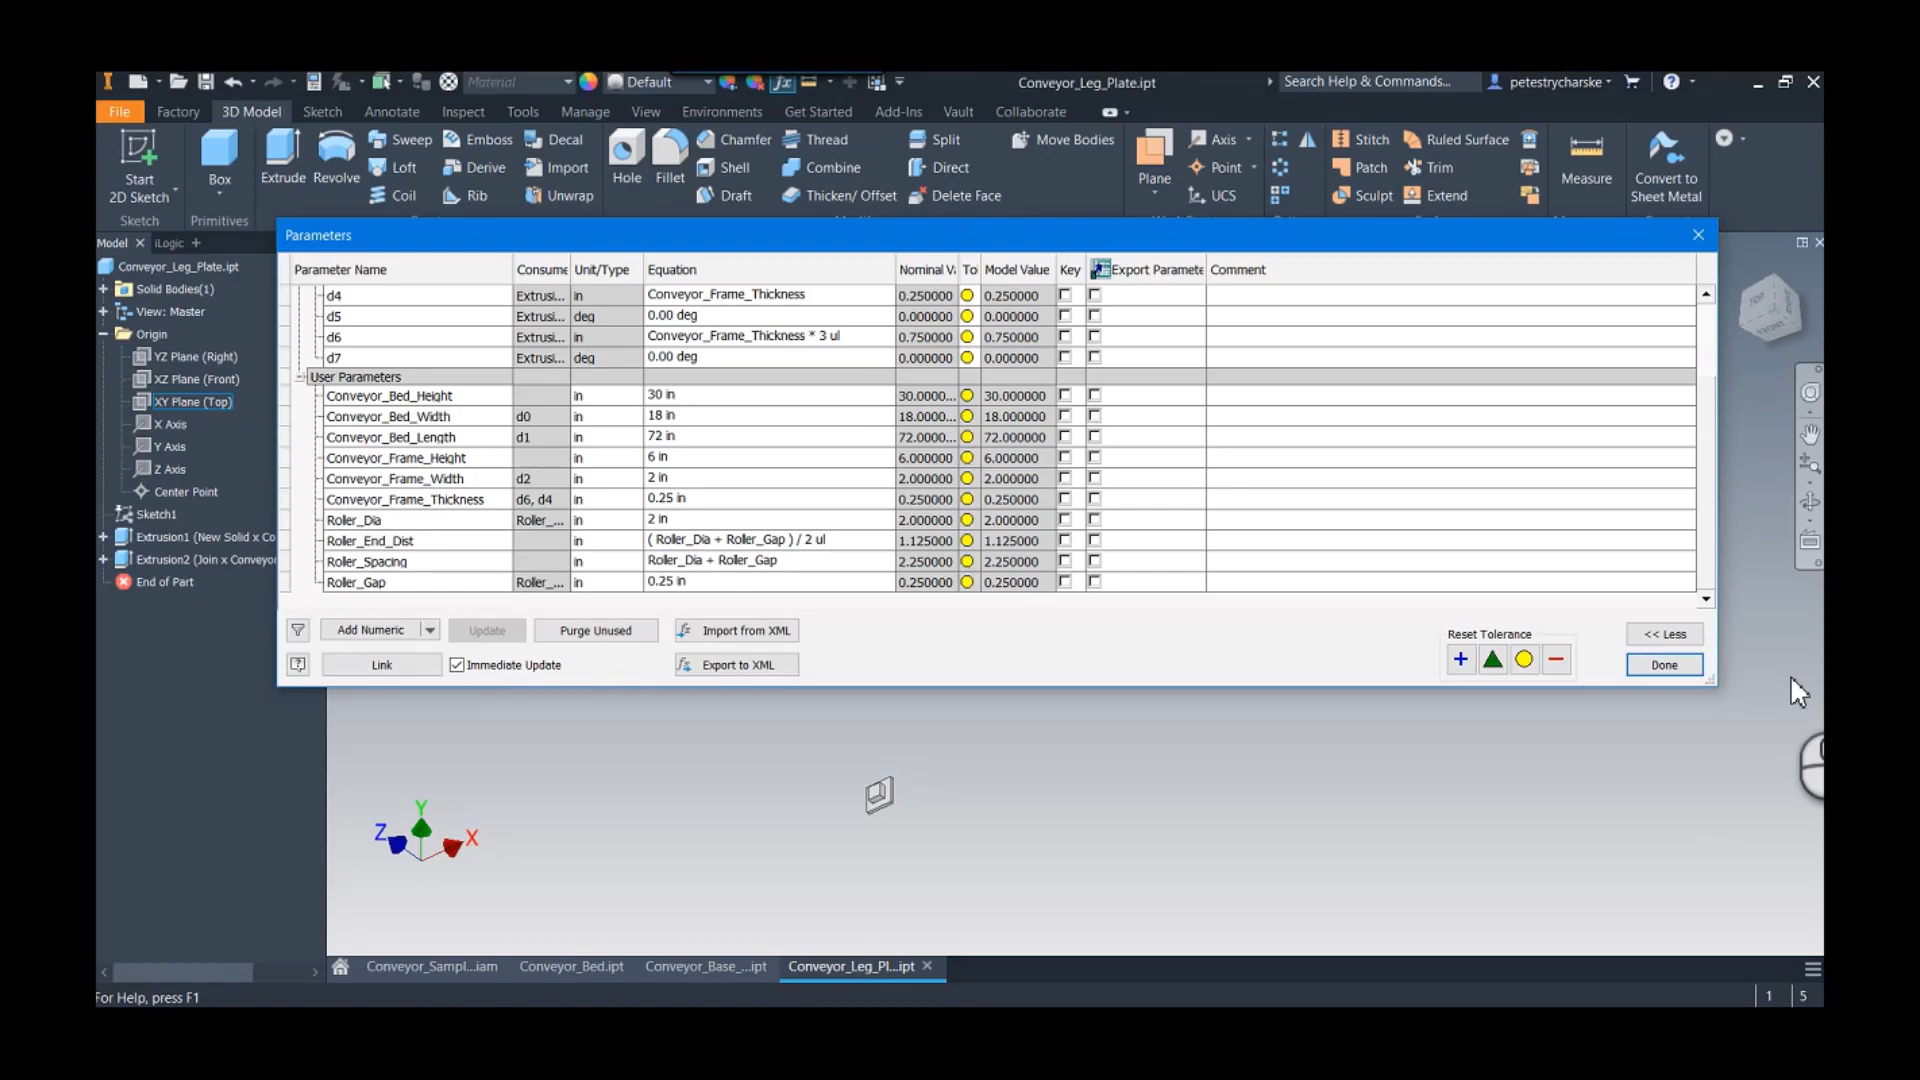 Material
Default
Conveyor_Leg_Plate.ipt
Search Help & Commands...
petestrycharske
File Factory 3D Model Sketch Annotate Inspect Tools Manage View Environments Get Started Add-Ins Vault Collaborate
Start
2D Sketch
Box
Extrude
Revolve
Sweep
Emboss
Decal
Loft
Derive
Import
Coil
Rib
Unwrap
Hole
Fillet
Chamfer
Thread
Split
Move Bodies
Shell
Combine
Direct
Draft
Thicken/ Offset
Delete Face
Plane
Axis
Point
UCS
Stitch
Ruled Surface
Patch
Trim
Sculpt
Extend
Measure
Convert to
Sheet Metal
Sketch
Primitives
Model
iLogic
Conveyor_Leg_Plate.ipt
Solid Bodies(1)
View: Master
Origin
YZ Plane (Right)
XZ Plane (Front)
XY Plane (Top)
X Axis
Y Axis
Z Axis
Center Point
Sketch1
Extrusion1 (New Solid x Co
Extrusion2 (Join x Conveyor
End of Part
Parameters
Parameter Name Consume Unit/Type Equation Nominal Va To Model Value Key Export Paramete Comment
d4 Extrusi... in Conveyor_Frame_Thickness 0.250000 0.250000
d5 Extrusi... deg 0.00 deg 0.000000 0.000000
d6 Extrusi... in Conveyor_Frame_Thickness * 3 ul 0.750000 0.750000
d7 Extrusi... deg 0.00 deg 0.000000 0.000000
User Parameters
Conveyor_Bed_Height in 30 in 30.0000... 30.000000
Conveyor_Bed_Width d0 in 18 in 18.0000... 18.000000
Conveyor_Bed_Length d1 in 72 in 72.0000... 72.000000
Conveyor_Frame_Height in 6 in 6.000000 6.000000
Conveyor_Frame_Width d2 in 2 in 2.000000 2.000000
Conveyor_Frame_Thickness d6, d4 in 0.25 in 0.250000 0.250000
Roller_Dia Roller_... in 2 in 2.000000 2.000000
Roller_End_Dist in ( Roller_Dia + Roller_Gap ) / 2 ul 1.125000 1.125000
Roller_Spacing in Roller_Dia + Roller_Gap 2.250000 2.250000
Roller_Gap Roller_... in 0.25 in 0.250000 0.250000
Add Numeric
Update
Purge Unused
Import from XML
Link
Immediate Update
Export to XML
Reset Tolerance
<< Less
Done
TOP
FRONT
Z
Y
X
Conveyor_Sampl...iam
Conveyor_Bed.ipt
Conveyor_Base_...ipt
Conveyor_Leg_Pl...ipt
For Help, press F1
1
5